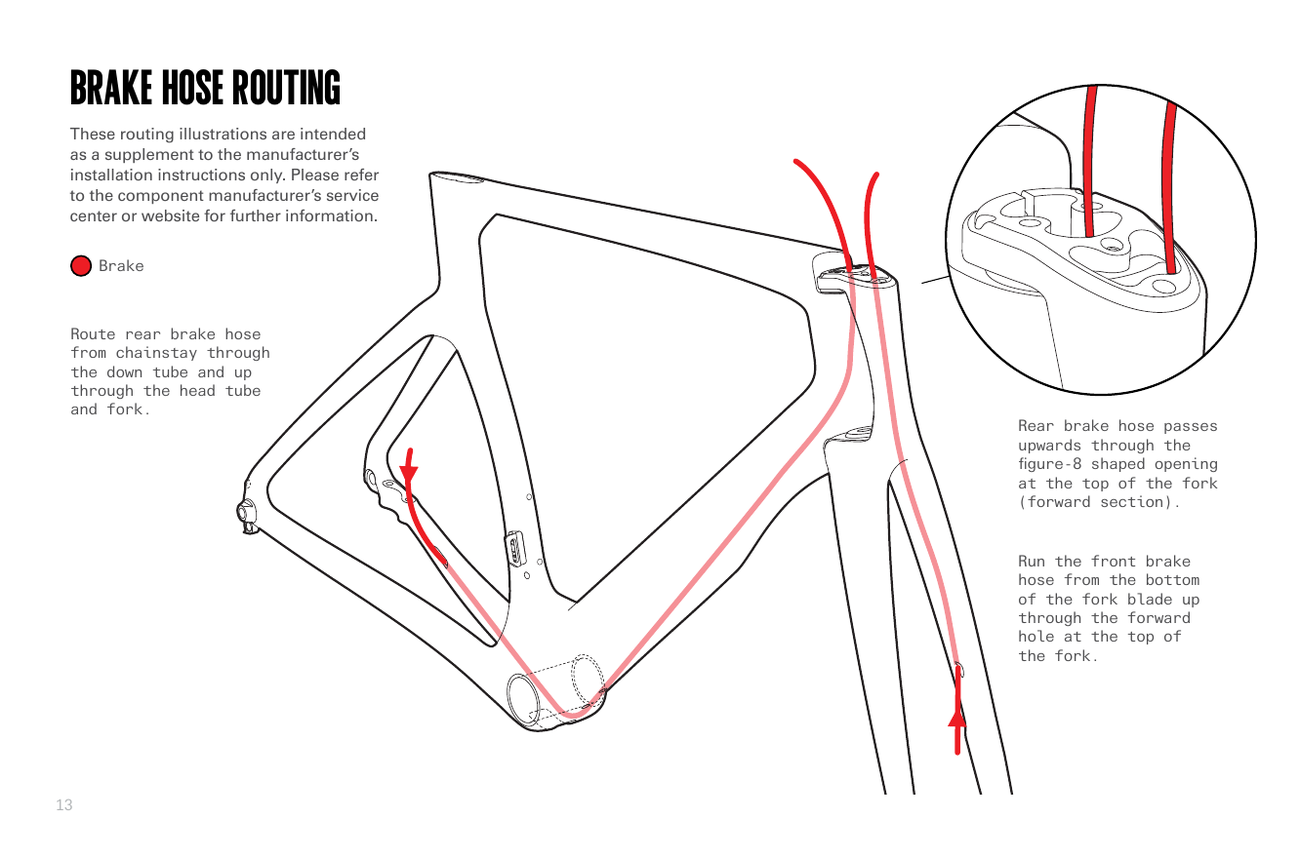 BRAKE HOSE ROUTING
These routing illustrations are intended
as a supplement to the manufacturer's
installation instructions only. Please refer
to the component manufacturer's service
center or website for further information.
Brake
Route rear brake hose
from chainstay through
the down tube and up
through the head tube
and fork.
Rear brake hose passes
upwards through the
figure-8 shaped opening
at the top of the fork
(forward section).
Run the front brake
hose from the bottom
of the fork blade up
through the forward
hole at the top of
the fork.
13